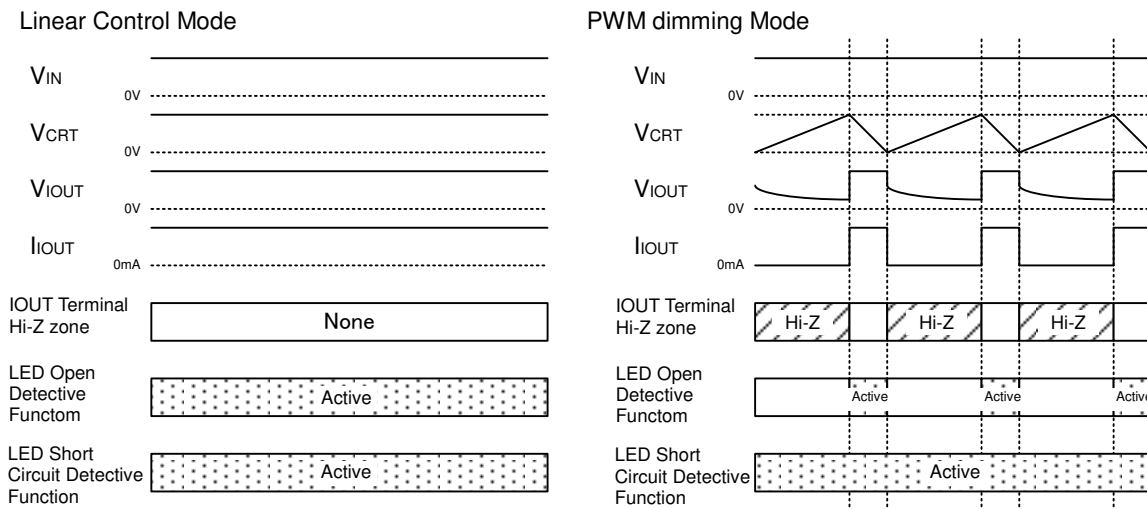 Linear Control Mode
VIN
0V
VCRT
0V
VIOUT
0V
IIOUT
0mA
IOUT Terminal
Hi-Z zone
None
LED Open
Detective
Functom
Active
LED Short
Circuit Detective
Function
Active
PWM dimming Mode
VIN
0V
VCRT
VIOUT
0V
IIOUT
0mA
IOUT Terminal
Hi-Z zone
Hi-Z Hi-Z Hi-Z
LED Open
Detective
Functom
Active Active Active
LED Short
Circuit Detective
Function
Active